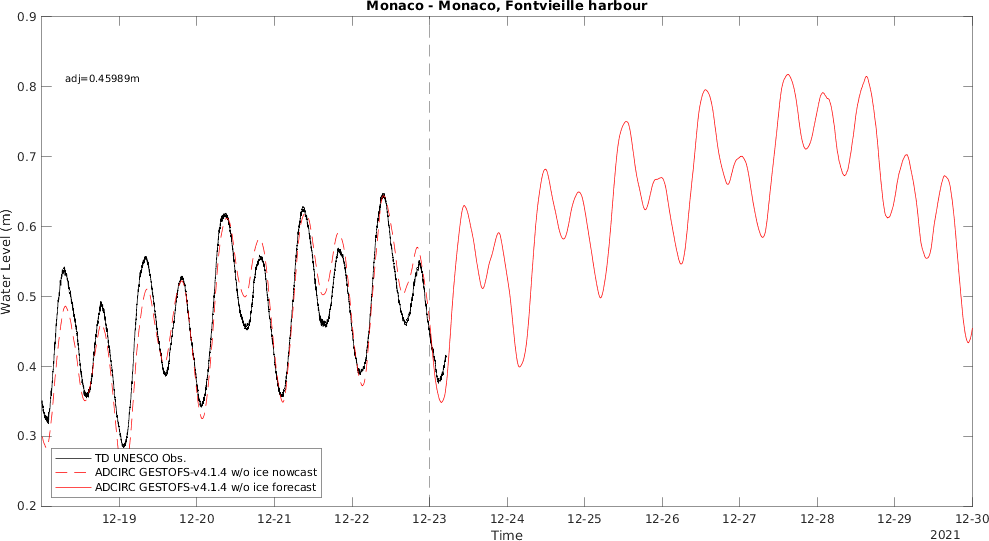 Monaco - Monaco, Fontvieille harbour
0.9
0.8
0.7
0.6
0.5
0.4
0.3
0.2
Water Level (m)
adj=0.45989m
TD UNESCO Obs.
ADCIRC GESTOFS-v4.1.4 w/o ice nowcast
ADCIRC GESTOFS-v4.1.4 w/o ice forecast
12-19 12-20 12-21 12-22 12-23 12-24 12-25 12-26 12-27 12-28 12-29 12-30
Time
2021